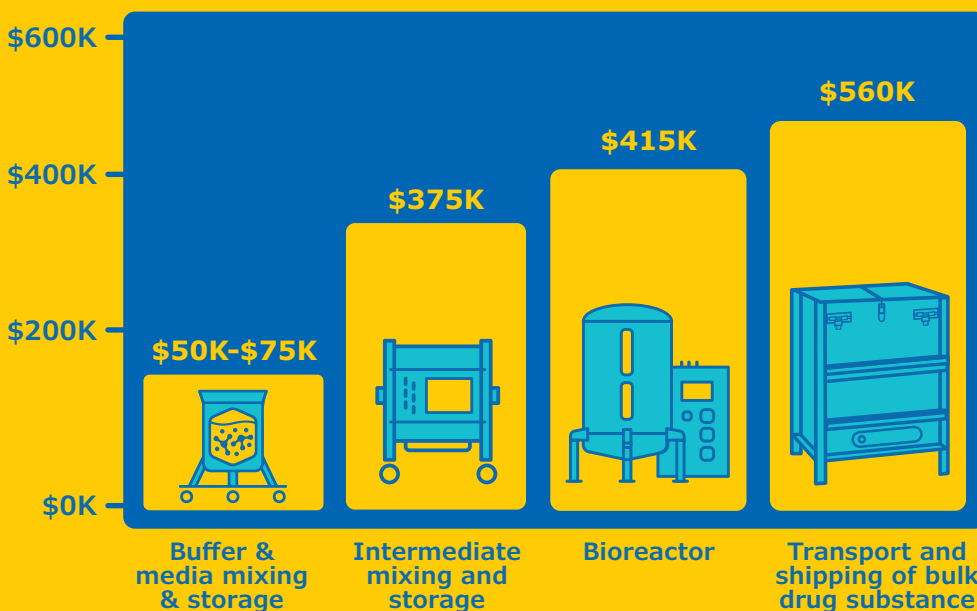 $600K
$400K
$200K
$0K
$50K-$75K
$375K
$415K
$560K
Buffer &
media mixing
& storage
Intermediate
mixing and
storage
Bioreactor
Transport and
shipping of bulk
drug substance